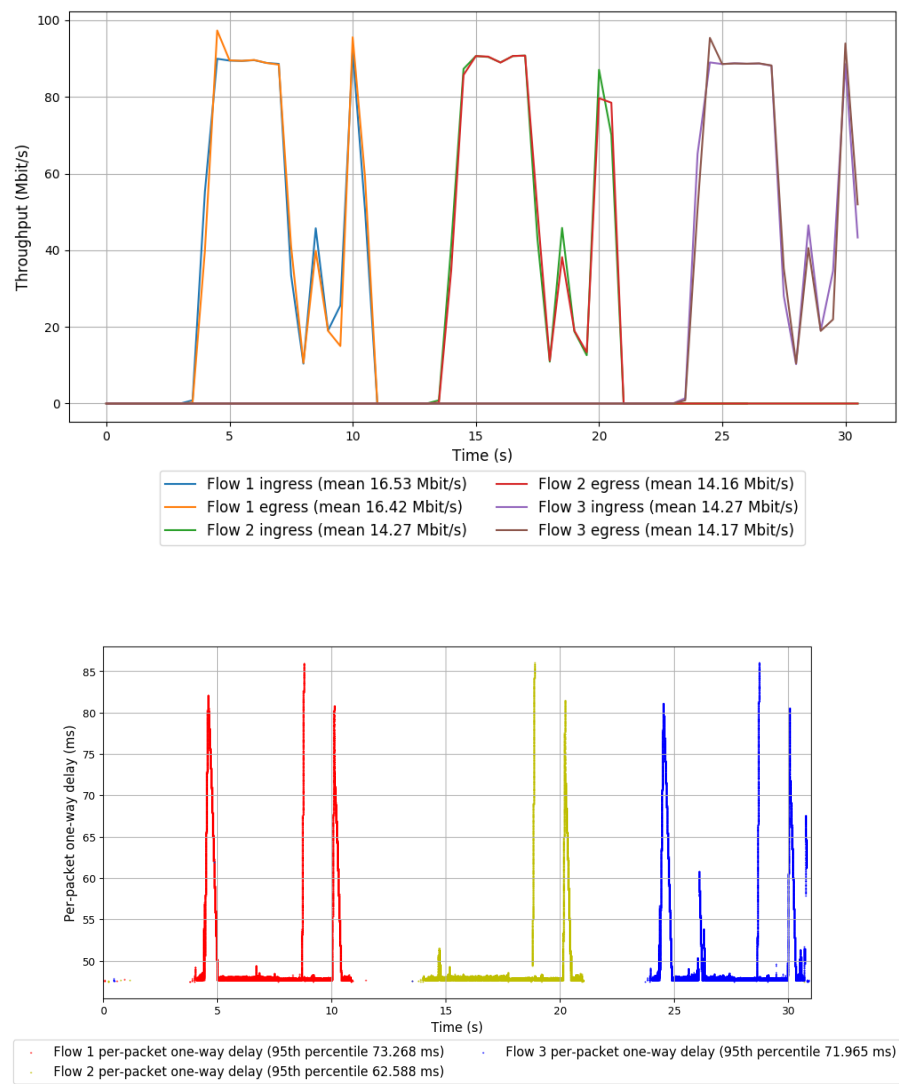 100
80
60
40
20
0
Throughput (Mbit/s)
0 5 10 15 20 25 30
Time (s)
Flow 1 ingress (mean 16.53 Mbit/s)
Flow 1 egress (mean 16.42 Mbit/s)
Flow 2 ingress (mean 14.27 Mbit/s)
Flow 2 egress (mean 14.16 Mbit/s)
Flow 3 ingress (mean 14.27 Mbit/s)
Flow 3 egress (mean 14.17 Mbit/s)
85
80
75
70
65
60
55
50
Per-packet one-way delay (ms)
0 5 10 15 20 25 30
Time (s)
Flow 1 per-packet one-way delay (95th percentile 73.268 ms)
Flow 2 per-packet one-way delay (95th percentile 62.588 ms)
Flow 3 per-packet one-way delay (95th percentile 71.965 ms)